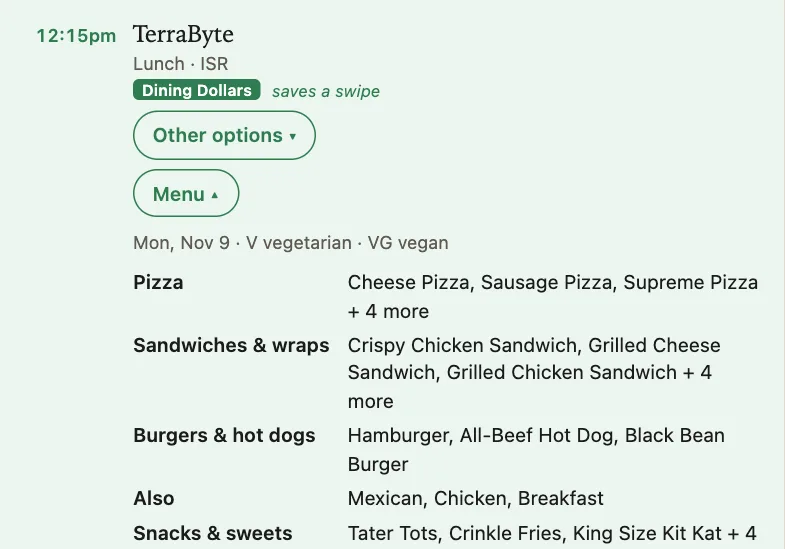 12:15pm TerraByte
Lunch · ISR
Dining Dollars saves a swipe
Other options ▾
Menu ▴
Mon, Nov 9 · V vegetarian · VG vegan
Pizza Cheese Pizza, Sausage Pizza, Supreme Pizza
+ 4 more
Sandwiches & wraps Crispy Chicken Sandwich, Grilled Cheese
Sandwich, Grilled Chicken Sandwich + 4
more
Burgers & hot dogs Hamburger, All-Beef Hot Dog, Black Bean
Burger
Also Mexican, Chicken, Breakfast
Snacks & sweets Tater Tots, Crinkle Fries, King Size Kit Kat + 4